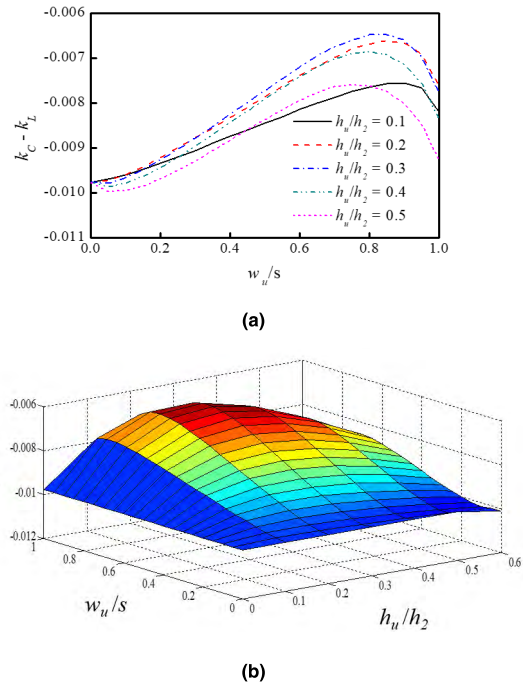 -0.006
-0.007
-0.008
-0.009
-0.010
-0.011
k_C - k_L
h_u/h_2 = 0.1
h_u/h_2 = 0.2
h_u/h_2 = 0.3
h_u/h_2 = 0.4
h_u/h_2 = 0.5
0.0 0.2 0.4 0.6 0.8 1.0
w_u/s
(a)
-0.006
-0.008
-0.01
-0.012
1 0.8 0.6 0.4 0.2 0
w_u/s
0 0.1 0.2 0.3 0.4 0.5 0.6
h_u/h_2
(b)